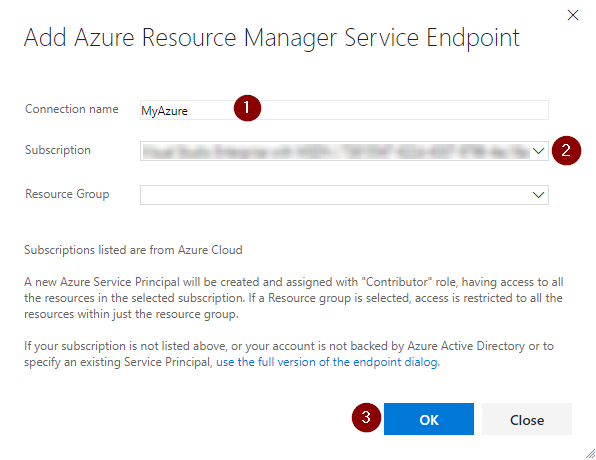 Add Azure Resource Manager Service Endpoint
Connection name MyAzure 1
Subscription 2
Resource Group
Subscriptions listed are from Azure Cloud
A new Azure Service Principal will be created and assigned with "Contributor" role, having access to all
the resources in the selected subscription. If a Resource group is selected, access is restricted to all the
resources within just the resource group.
If your subscription is not listed above, or your account is not backed by Azure Active Directory or to
specify an existing Service Principal, use the full version of the endpoint dialog.
3 OK Close